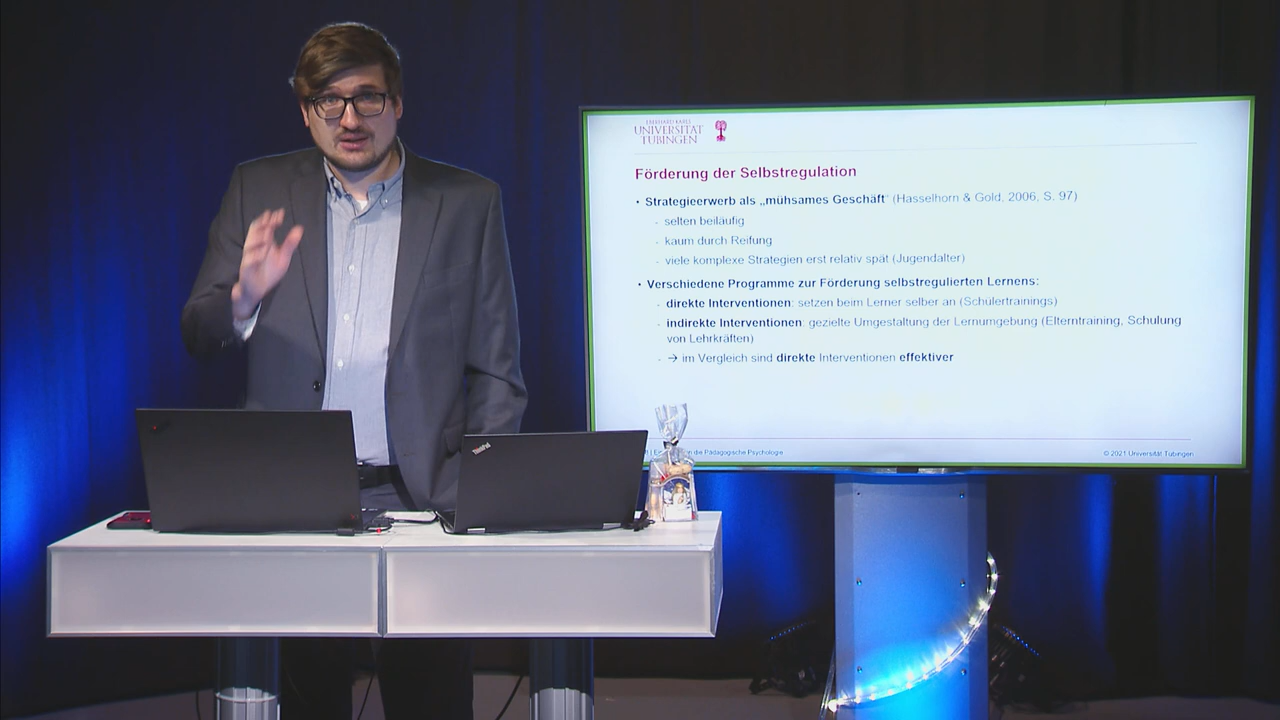 EBERHARD KARLS
UNIVERSITÄT
TÜBINGEN
Förderung der Selbstregulation
• Strategieerwerb als „mühsames Geschäft“ (Hasselhorn & Gold, 2006, S. 97)
- selten beiläufig
- kaum durch Reifung
- viele komplexe Strategien erst relativ spät (Jugendalter)
• Verschiedene Programme zur Förderung selbstregulierten Lernens:
- direkte Interventionen: setzen beim Lerner selber an (Schülertrainings)
- indirekte Interventionen: gezielte Umgestaltung der Lernumgebung (Elterntraining, Schulung
von Lehrkräften)
- → im Vergleich sind direkte Interventionen effektiver
die Pädagogische Psychologie
© 2021 Universität Tübingen
ThinkPad